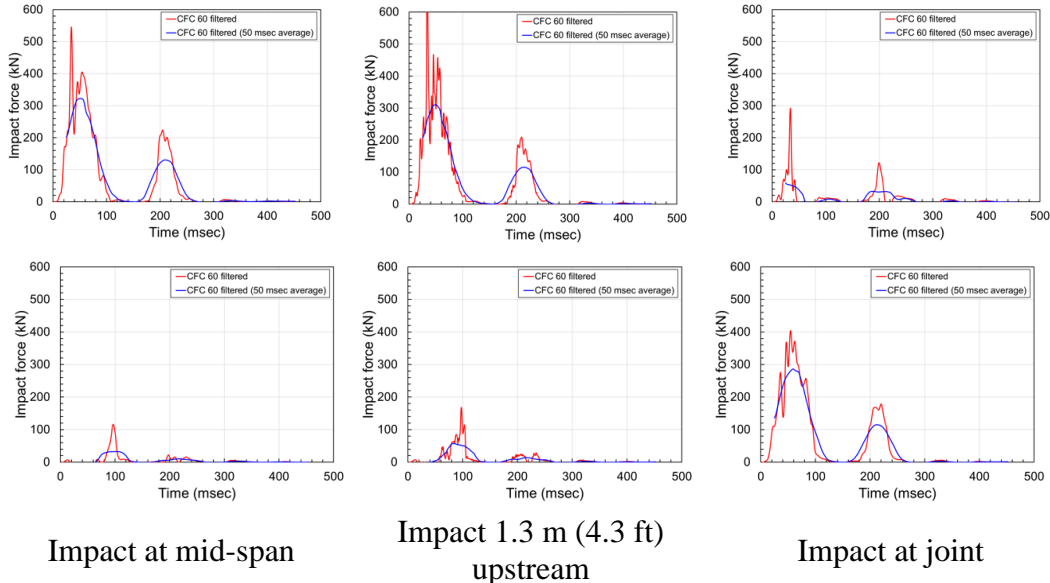 600
500
400
300
200
100
0
Impact force (kN)
CFC 60 filtered
CFC 60 filtered (50 msec average)
0 100 200 300 400 500
Time (msec)
600
500
400
300
200
100
0
Impact force (kN)
CFC 60 filtered
CFC 60 filtered (50 msec average)
0 100 200 300 400 500
Time (msec)
600
500
400
300
200
100
0
Impact force (kN)
CFC 60 filtered
CFC 60 filtered (50 msec average)
0 100 200 300 400 500
Time (msec)
600
500
400
300
200
100
0
Impact force (kN)
CFC 60 filtered
CFC 60 filtered (50 msec average)
0 100 200 300 400 500
Time (msec)
600
500
400
300
200
100
0
Impact force (kN)
CFC 60 filtered
CFC 60 filtered (50 msec average)
0 100 200 300 400 500
Time (msec)
600
500
400
300
200
100
0
Impact force (kN)
CFC 60 filtered
CFC 60 filtered (50 msec average)
0 100 200 300 400 500
Time (msec)
Impact at mid-span
Impact 1.3 m (4.3 ft)
upstream
Impact at joint